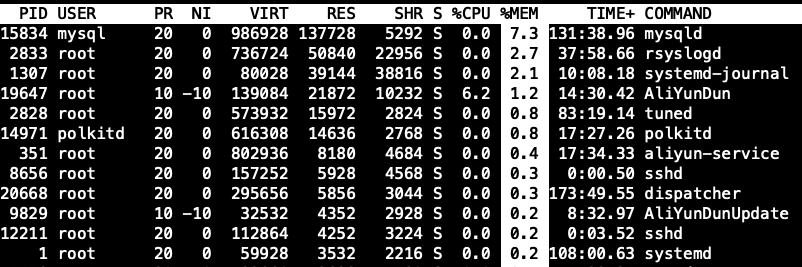 PID USER PR NI VIRT RES SHR S %CPU %MEM TIME+ COMMAND
15834 mysql 20 0 986928 137728 5292 S 0.0 7.3 131:38.96 mysqld
2833 root 20 0 736724 50840 22956 S 0.0 2.7 37:58.66 rsyslogd
1307 root 20 0 80028 39144 38816 S 0.0 2.1 10:08.18 systemd-journal
19647 root 10 -10 139084 21872 10232 S 6.2 1.2 14:30.42 AliYunDun
2828 root 20 0 573932 15972 2824 S 0.0 0.8 83:19.14 tuned
14971 polkitd 20 0 616308 14636 2768 S 0.0 0.8 17:27.26 polkitd
351 root 20 0 802936 8180 4684 S 0.0 0.4 17:34.33 aliyun-service
8656 root 20 0 157252 5928 4568 S 0.0 0.3 0:00.50 sshd
20668 root 20 0 295656 5856 3044 S 0.0 0.3 173:49.55 dispatcher
9829 root 10 -10 32532 4352 2928 S 0.0 0.2 8:32.97 AliYunDunUpdate
12211 root 20 0 112864 4252 3224 S 0.0 0.2 0:03.52 sshd
1 root 20 0 59928 3532 2216 S 0.0 0.2 108:00.63 systemd